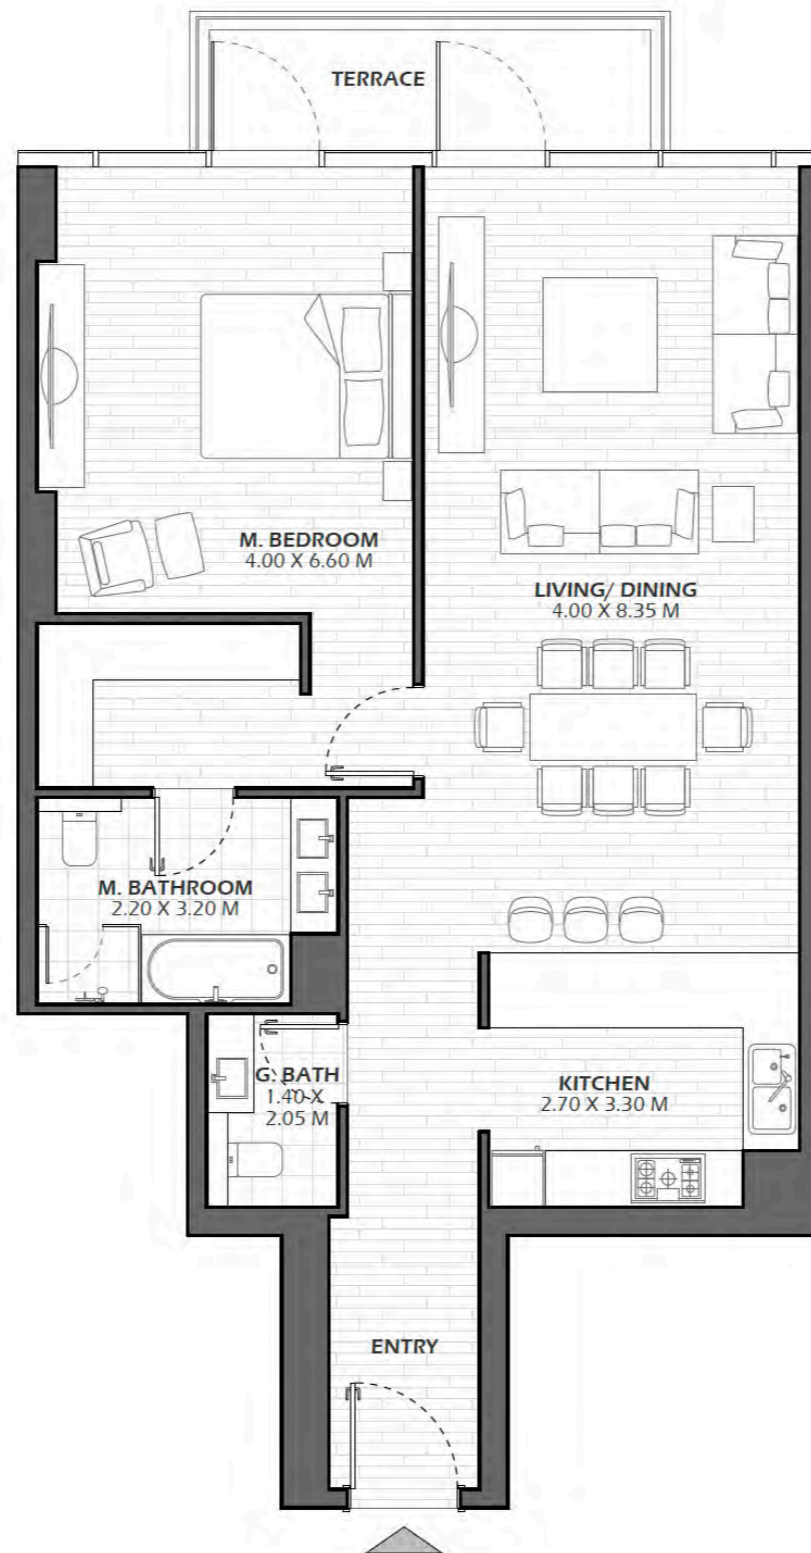 TERRACE
M. BEDROOM
4.00 X 6.60 M
LIVING/ DINING
4.00 X 8.35 M
M. BATHROOM
2.20 X 3.20 M
G. BATH
1.40 X
2.05 M
KITCHEN
2.70 X 3.30 M
ENTRY